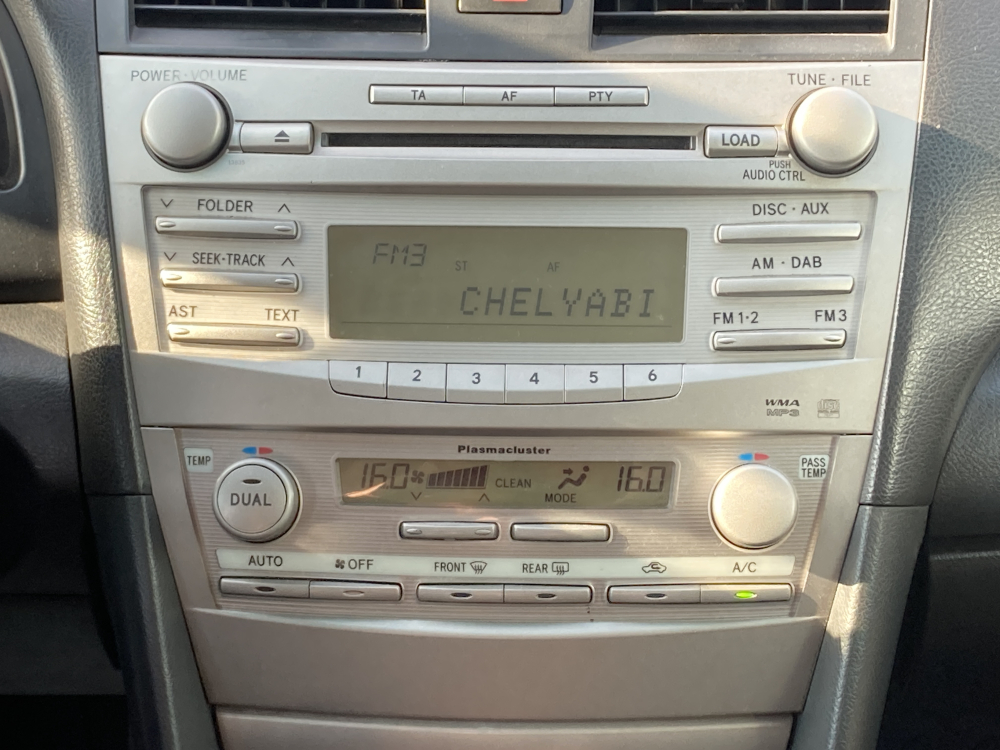 POWER · VOLUME
TUNE · FILE
TA AF PTY
LOAD
PUSH
AUDIO CTRL
FOLDER
DISC · AUX
FM3
ST AF
SEEK·TRACK
AM · DAB
CHELYABI
AST TEXT
FM1·2 FM3
1 2 3 4 5 6
WMA
MP3
Plasmacluster
TEMP
PASS
TEMP
16.0 CLEAN 16.0
MODE
DUAL
AUTO OFF FRONT REAR A/C